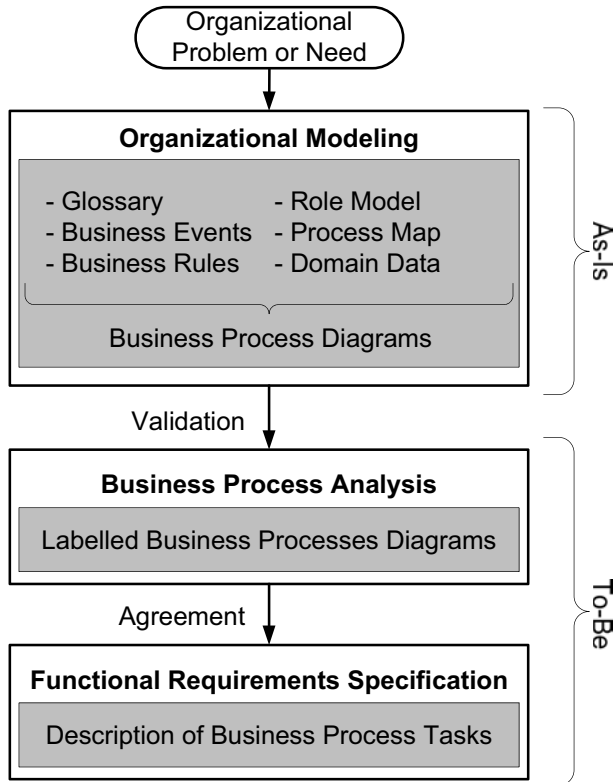 Organizational
Problem or Need
Organizational Modeling
- Glossary
- Business Events
- Business Rules
- Role Model
- Process Map
- Domain Data
Business Process Diagrams
As-Is
Validation
Business Process Analysis
Labelled Business Processes Diagrams
Agreement
Functional Requirements Specification
Description of Business Process Tasks
To-Be